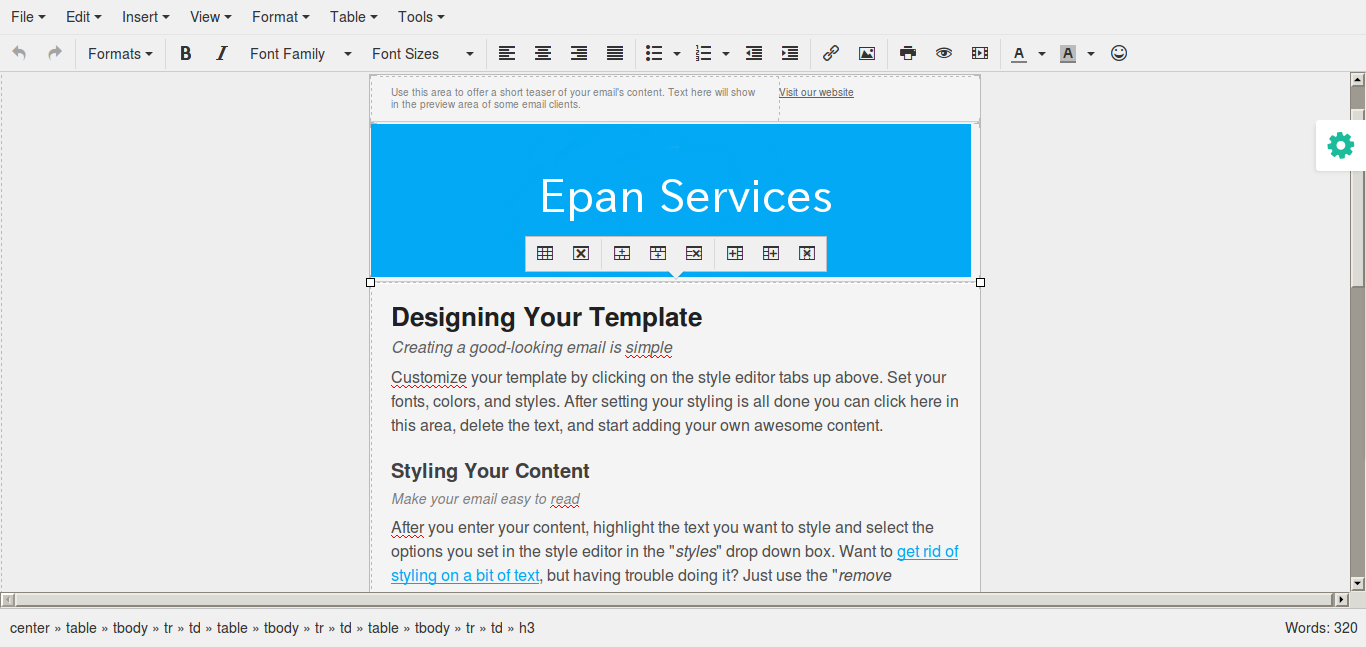 File Edit Insert View Format Table Tools
Formats B I Font Family Font Sizes A A
Use this area to offer a short teaser of your email's content. Text here will show
in the preview area of some email clients.
Visit our website
Epan Services
Designing Your Template
Creating a good-looking email is simple
Customize your template by clicking on the style editor tabs up above. Set your
fonts, colors, and styles. After setting your styling is all done you can click here in
this area, delete the text, and start adding your own awesome content.
Styling Your Content
Make your email easy to read
After you enter your content, highlight the text you want to style and select the
options you set in the style editor in the "styles" drop down box. Want to get rid of
styling on a bit of text, but having trouble doing it? Just use the "remove
center » table » tbody » tr » td » table » tbody » tr » td » table » tbody » tr » td » h3
Words: 320